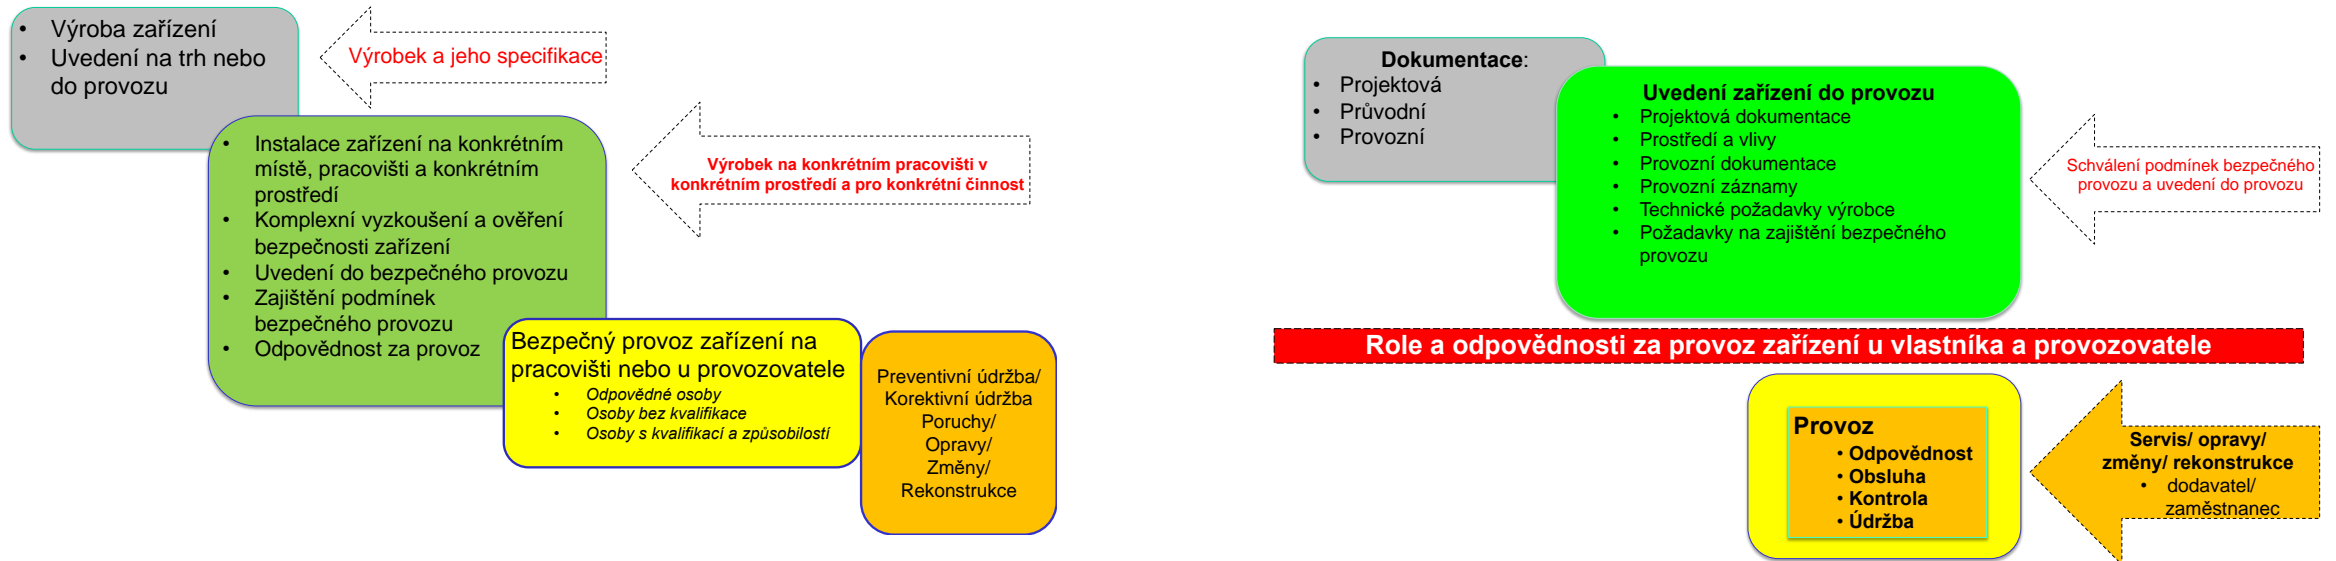 • Výroba zařízení
• Uvedení na trh nebo
do provozu
Výrobek a jeho specifikace
• Instalace zařízení na konkrétním
místě, pracovišti a konkrétním
prostředí
• Komplexní vyzkoušení a ověření
bezpečnosti zařízení
• Uvedení do bezpečného provozu
• Zajištění podmínek
bezpečného provozu
• Odpovědnost za provoz
Výrobek na konkrétním pracovišti v
konkrétním prostředí a pro konkrétní činnost
Bezpečný provoz zařízení na
pracovišti nebo u provozovatele
• Odpovědné osoby
• Osoby bez kvalifikace
• Osoby s kvalifikací a způsobilostí
Preventivní údržba/
Korektivní údržba
Poruchy/
Opravy/
Změny/
Rekonstrukce
Dokumentace:
• Projektová
• Průvodní
• Provozní
Uvedení zařízení do provozu
• Projektová dokumentace
• Prostředí a vlivy
• Provozní dokumentace
• Provozní záznamy
• Technické požadavky výrobce
• Požadavky na zajištění bezpečného
provozu
Schválení podmínek bezpečného
provozu a uvedení do provozu
Role a odpovědnosti za provoz zařízení u vlastníka a provozovatele
Provoz
• Odpovědnost
• Obsluha
• Kontrola
• Údržba
Servis/ opravy/
změny/ rekonstrukce
• dodavatel/
zaměstnanec